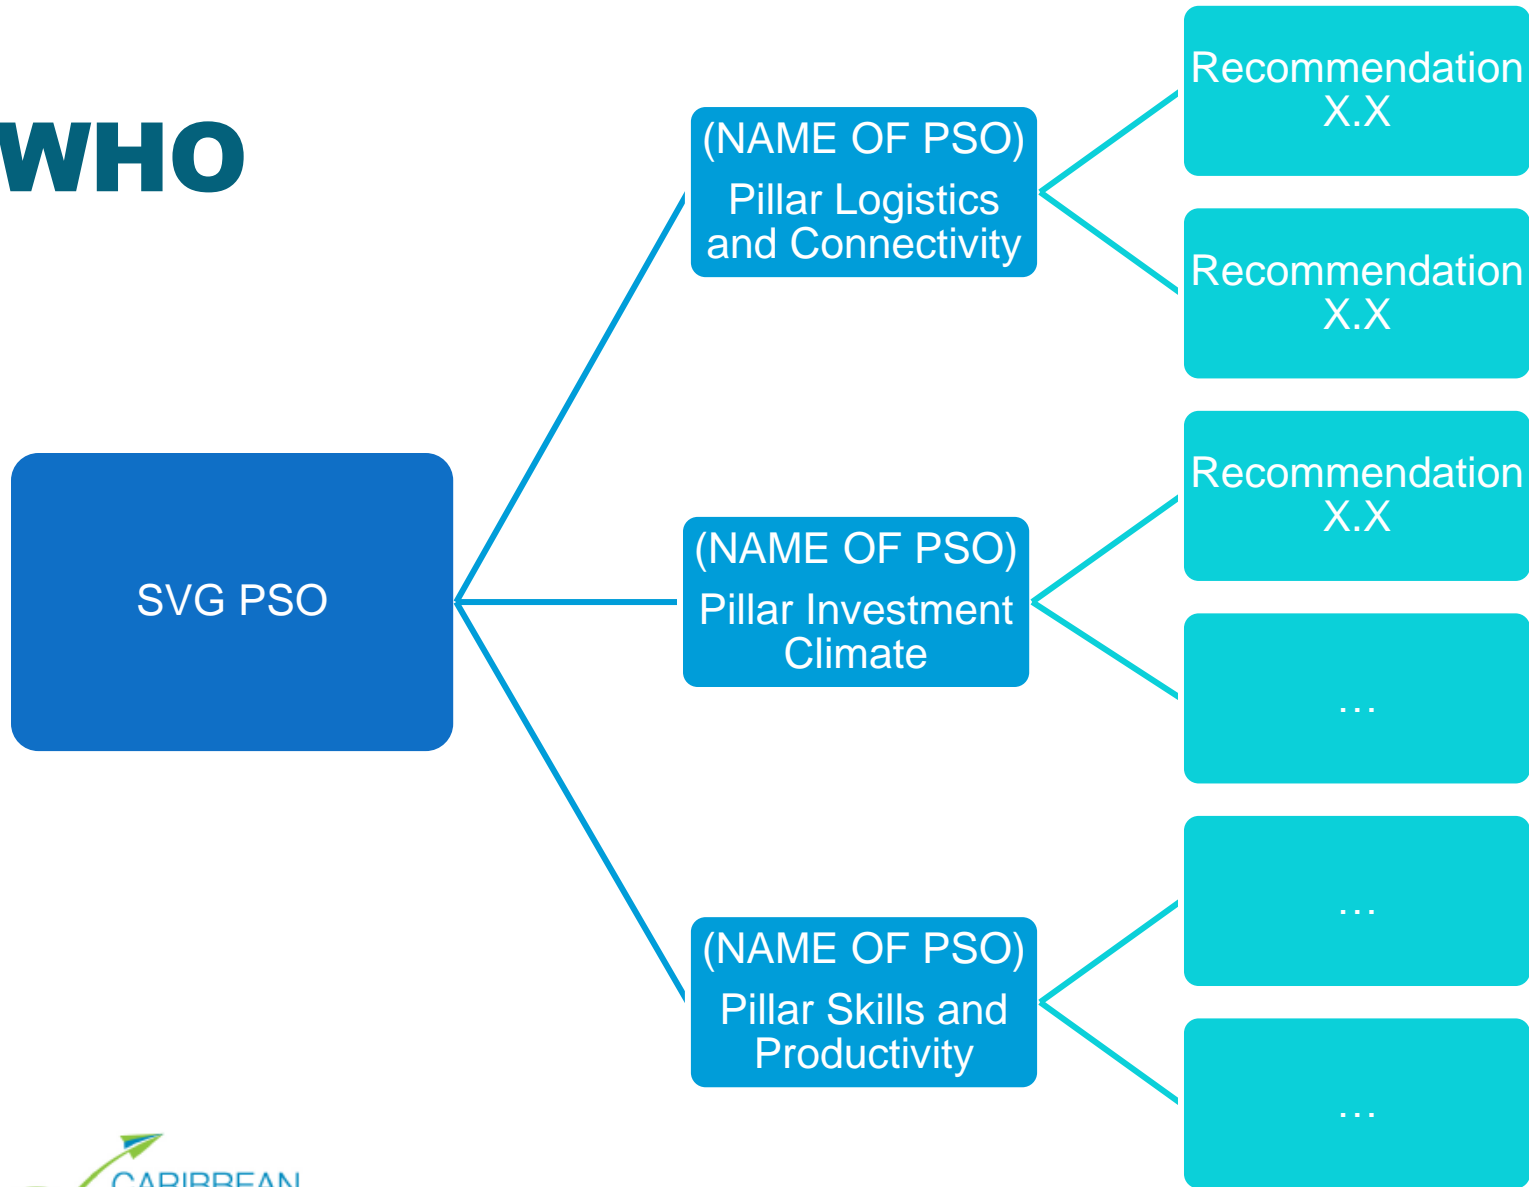 WHO
SVG PSO
(NAME OF PSO)
Pillar Logistics
and Connectivity
Recommendation
X.X
Recommendation
X.X
(NAME OF PSO)
Pillar Investment
Climate
Recommendation
X.X
…
(NAME OF PSO)
Pillar Skills and
Productivity
…
…
CARIBBEAN